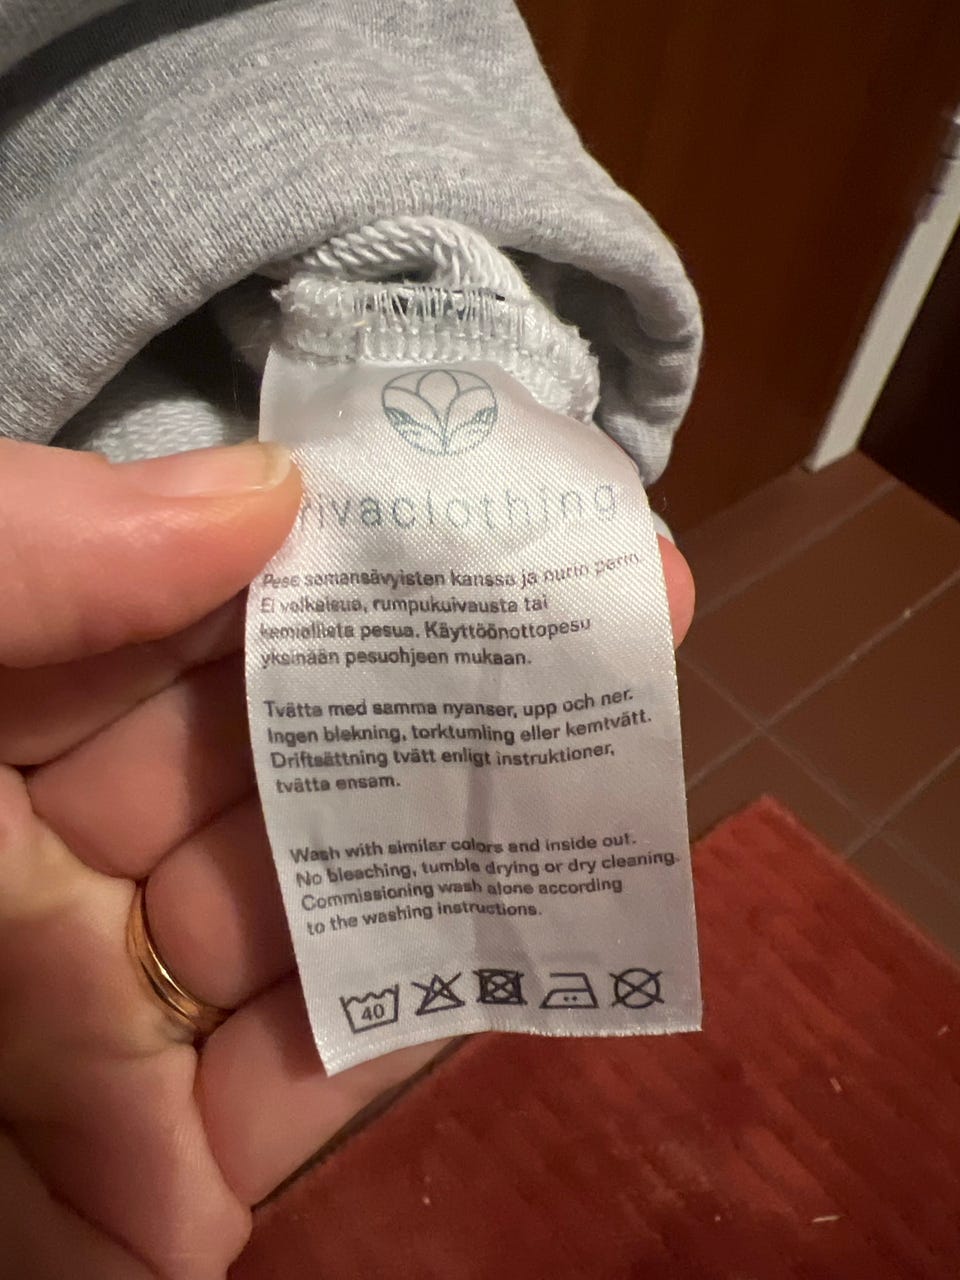 rivaclothing
Pese samansävyisten kanssa ja nurin perin.
Ei valkaisua, rumpukuivausta tai
kemiallista pesua. Käyttöönottopesu
yksinään pesuohjeen mukaan.
Tvätta med samma nyanser, upp och ner.
Ingen blekning, torktumling eller kemtvätt.
Driftsättning tvätt enligt instruktioner,
tvätta ensam.
Wash with similar colors and inside out.
No bleaching, tumble drying or dry cleaning.
Commissioning wash alone according
to the washing instructions.
40